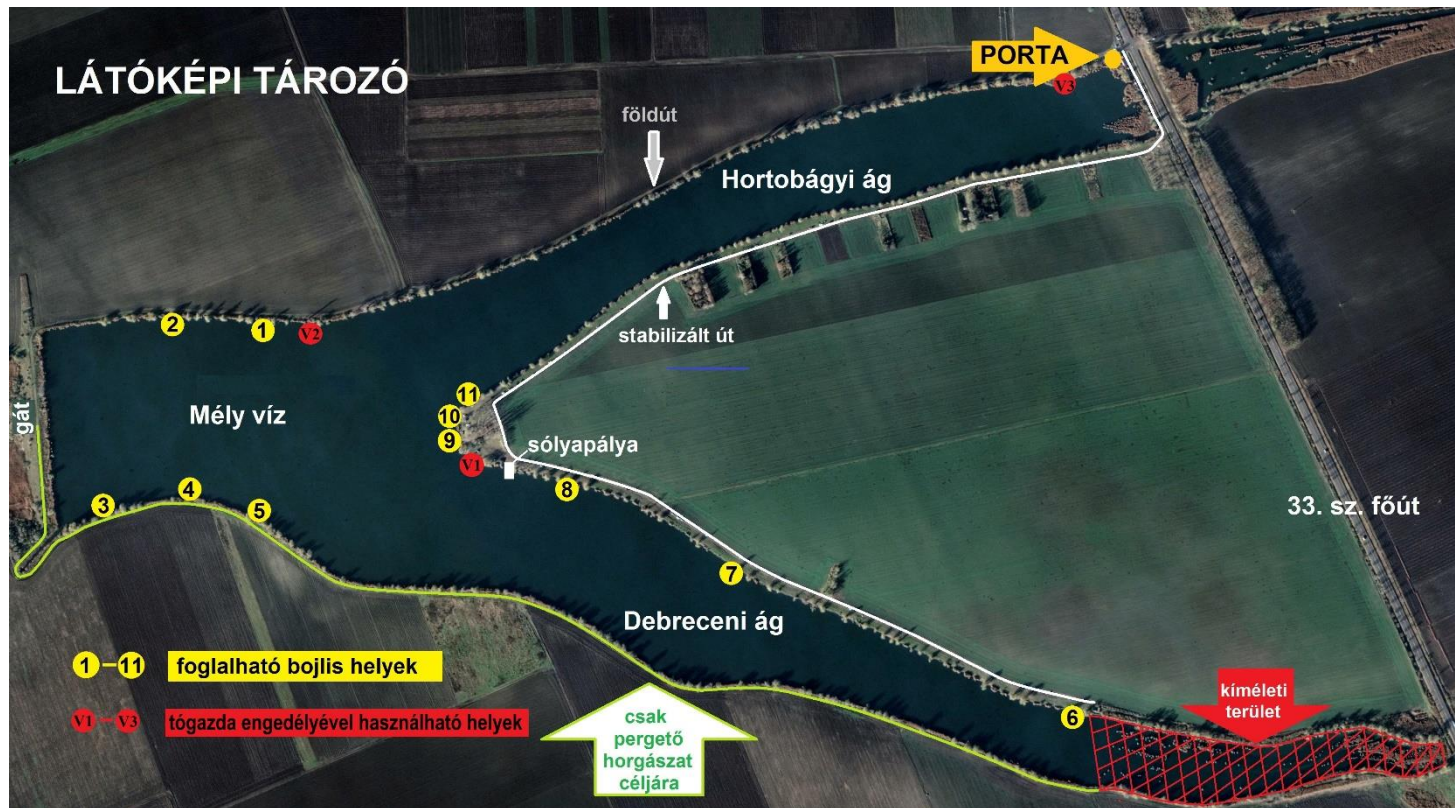 LÁTÓKÉPI TÁROZÓ
PORTA
V3
földút
Hortobágyi ág
stabilizált út
2
1
V2
gát
Mély víz
11
10
9
V1
sólyapálya
8
3
4
5
33. sz. főút
7
Debreceni ág
6
kíméleti
terület
1-11 foglalható bojlis helyek
V1-V3 tógazda engedélyével használható helyek
csak
pergető
horgászat
céljára